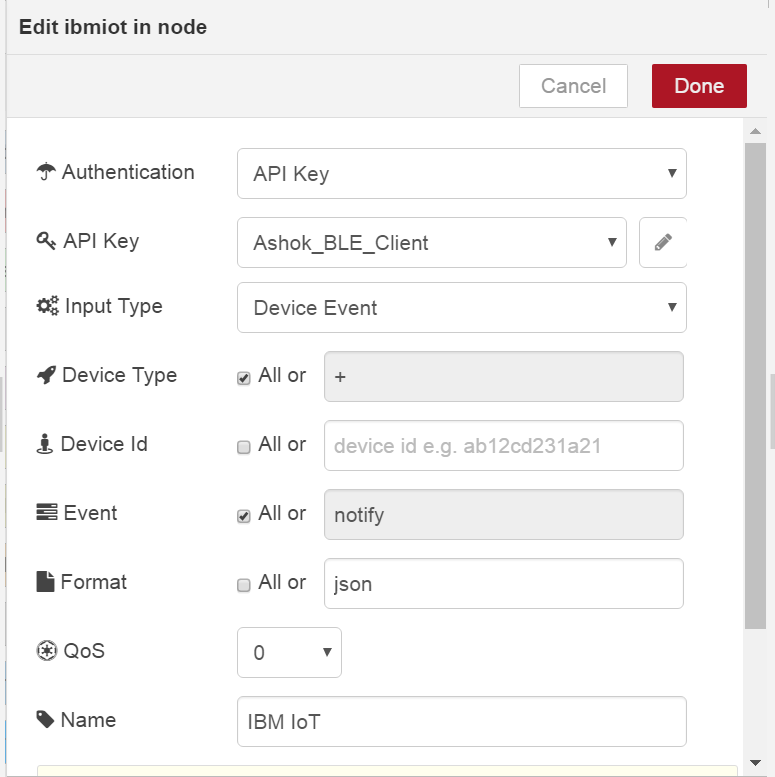 Edit ibmiot in node
Cancel Done
Authentication API Key
API Key Ashok_BLE_Client
Input Type Device Event
Device Type All or +
Device Id All or device id e.g. ab12cd231a21
Event All or notify
Format All or json
QoS 0
Name IBM IoT